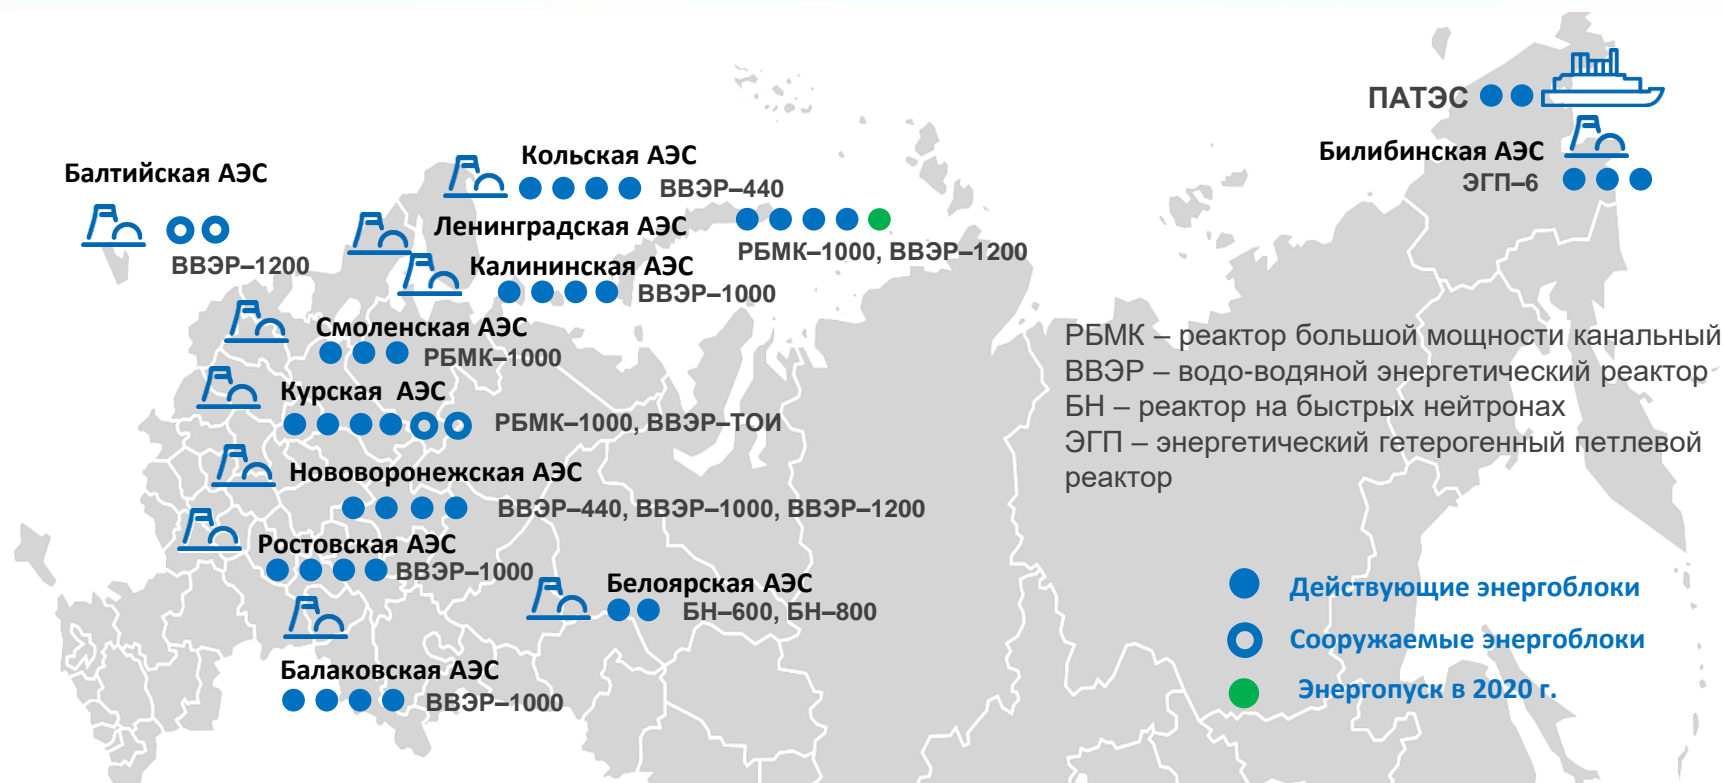 ПАТЭС
Билибинская АЭС
ЭГП–6
Кольская АЭС
ВВЭР–440
Балтийская АЭС
ВВЭР–1200
Ленинградская АЭС
РБМК–1000, ВВЭР–1200
Калининская АЭС
ВВЭР–1000
Смоленская АЭС
РБМК–1000
Курская АЭС
РБМК–1000, ВВЭР–ТОИ
Нововоронежская АЭС
ВВЭР–440, ВВЭР–1000, ВВЭР–1200
Ростовская АЭС
ВВЭР–1000
Белоярская АЭС
БН–600, БН–800
Балаковская АЭС
ВВЭР–1000
РБМК – реактор большой мощности канальный
ВВЭР – водо-водяной энергетический реактор
БН – реактор на быстрых нейтронах
ЭГП – энергетический гетерогенный петлевой
реактор
Действующие энергоблоки
Сооружаемые энергоблоки
Энергопуск в 2020 г.